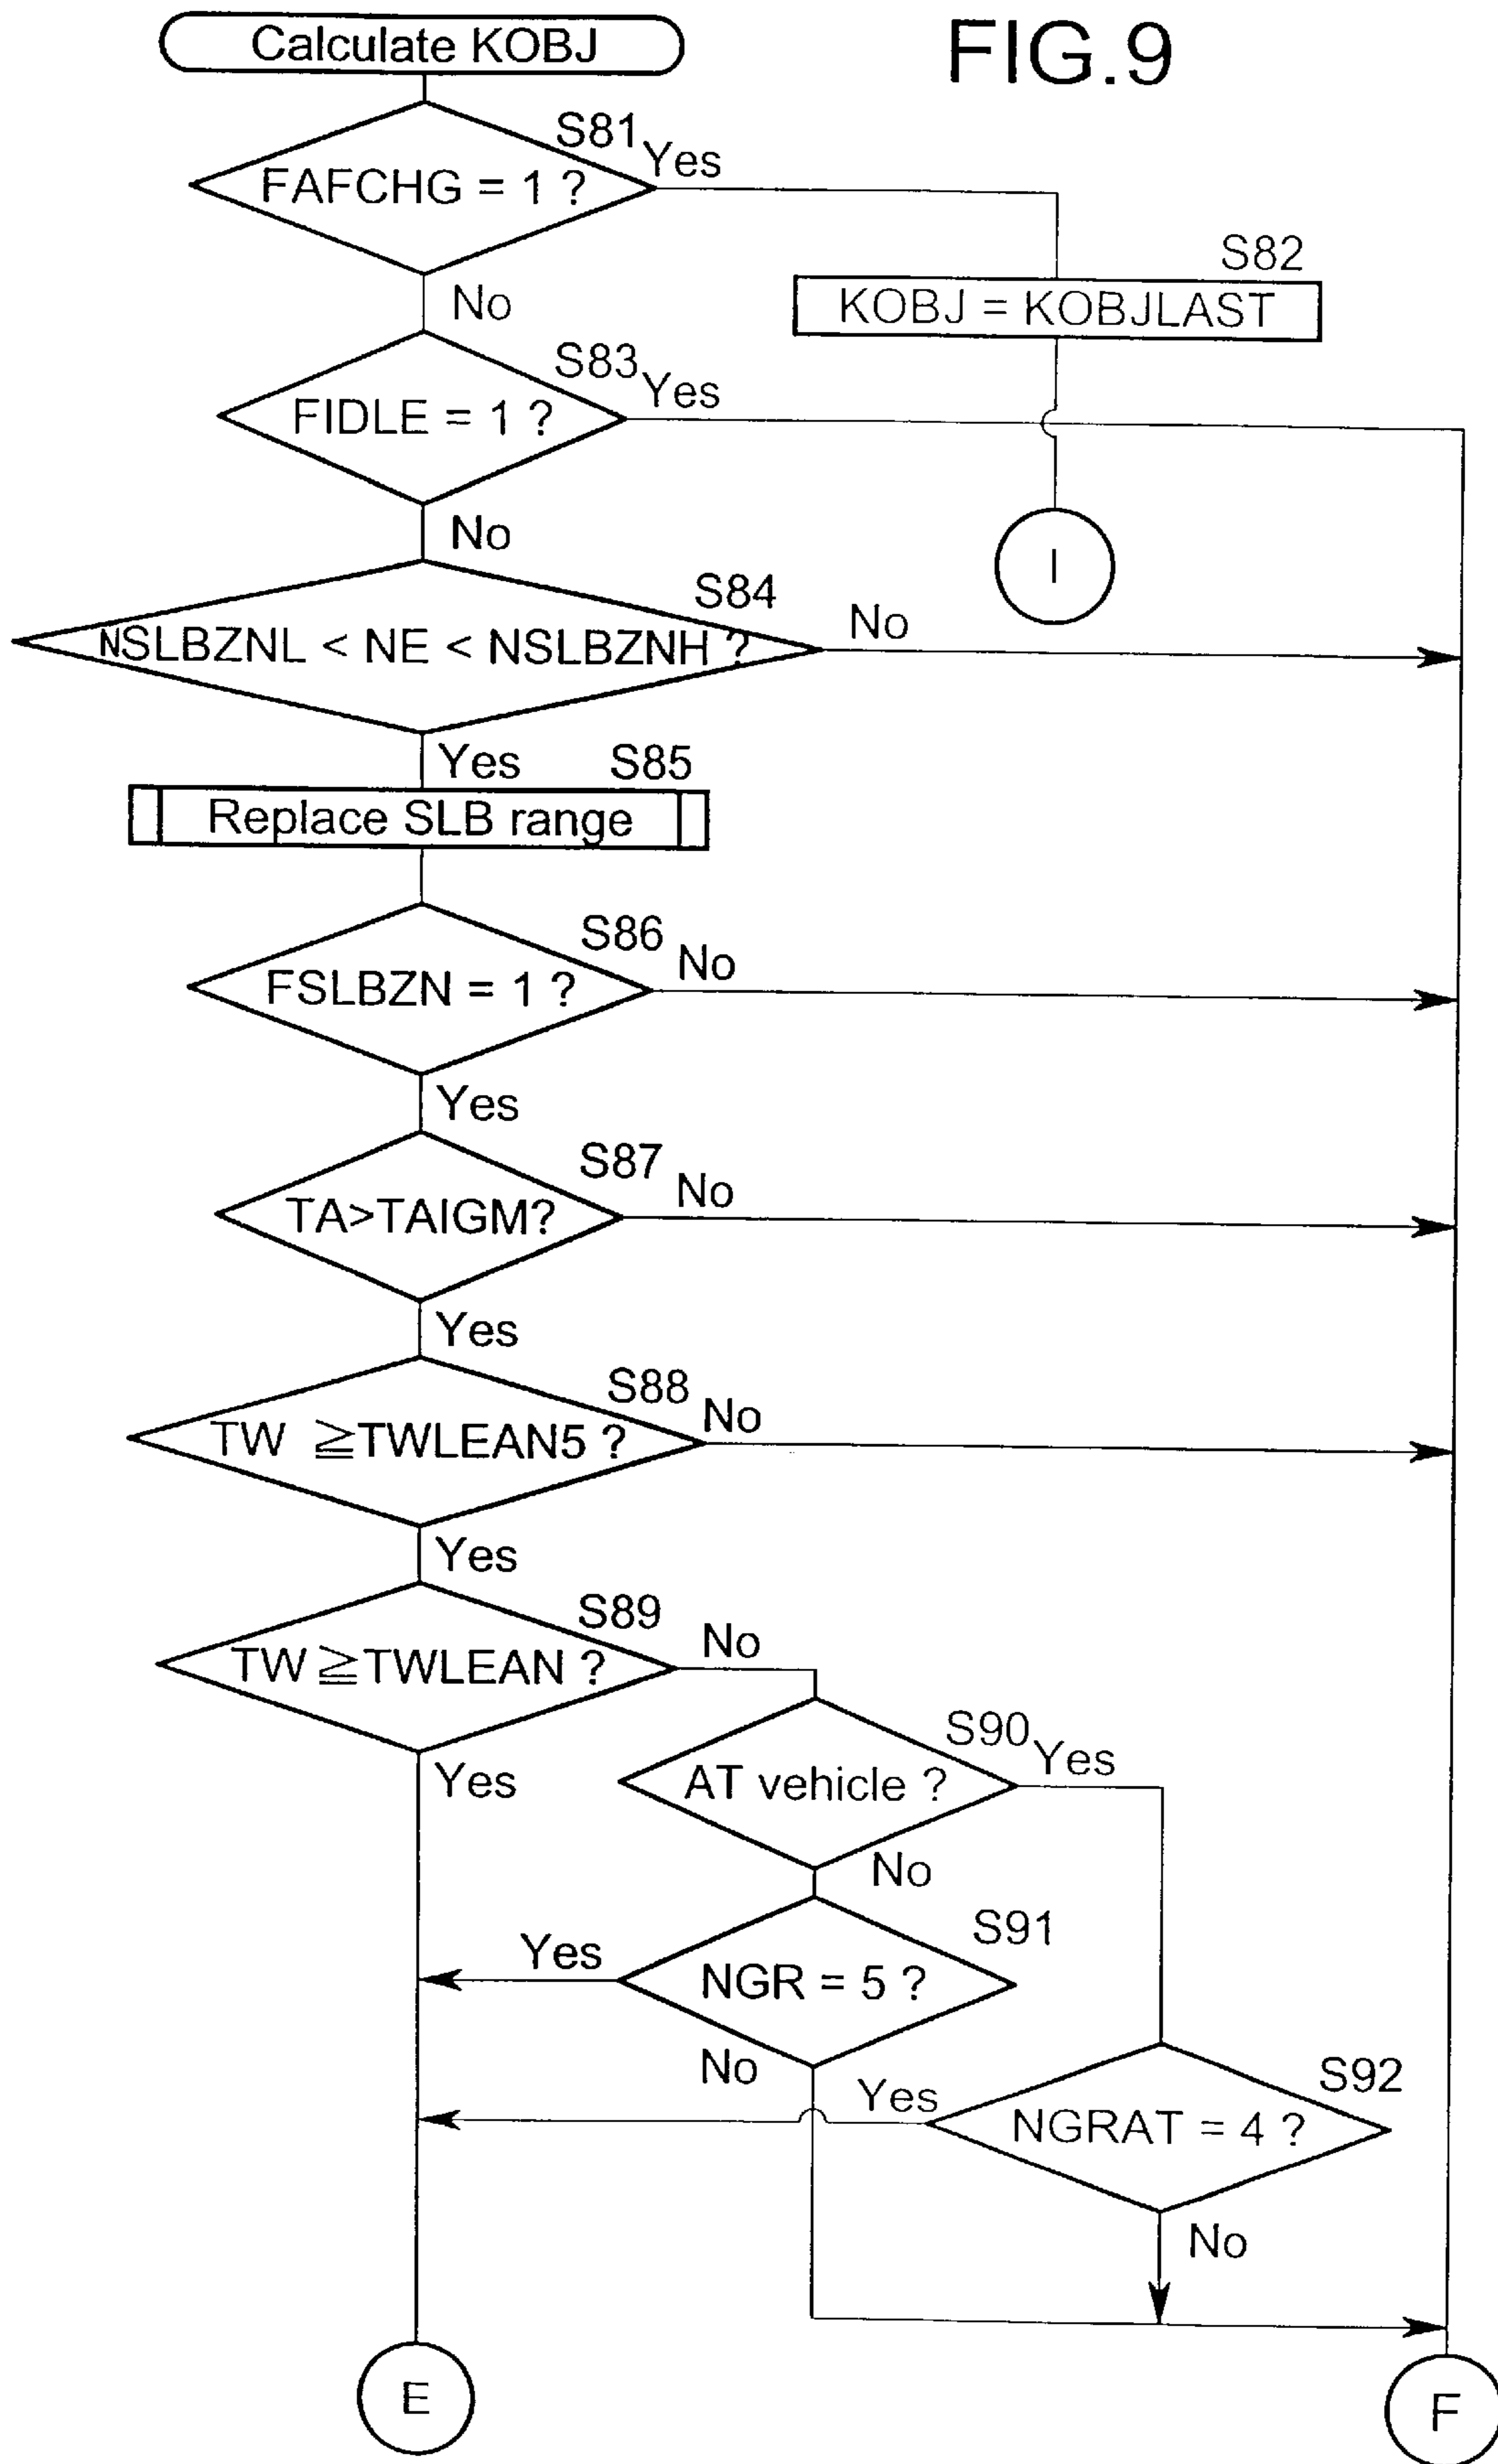 FIG.9
Calculate KOBJ
S81
FAFCHG = 1 ?
Yes
No
S82
KOBJ = KOBJLAST
S83
FIDLE = 1 ?
Yes
No
I
S84
NSLBZNL < NE < NSLBZNH ?
No
Yes
S85
Replace SLB range
S86
FSLBZN = 1 ?
No
Yes
S87
TA>TAIGM?
No
Yes
S88
TW ≧TWLEAN5 ?
No
Yes
S89
TW≧TWLEAN ?
No
Yes
S90
AT vehicle ?
Yes
No
S91
NGR = 5 ?
Yes
No
S92
NGRAT = 4 ?
Yes
No
E
F